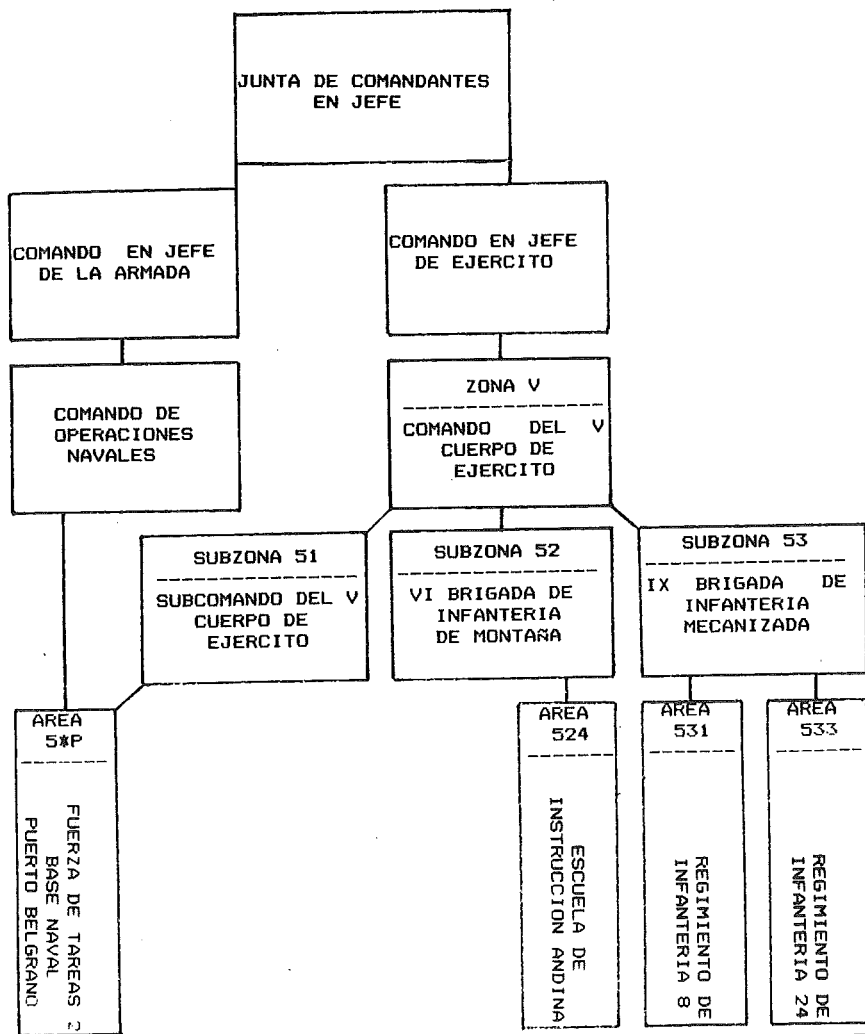 JUNTA DE COMANDANTES
EN JEFE
COMANDO EN JEFE
DE LA ARMADA
COMANDO EN JEFE
DE EJERCITO
COMANDO DE
OPERACIONES
NAVALES
ZONA V
COMANDO DEL V
CUERPO DE
EJERCITO
SUBZONA 51
SUBCOMANDO DEL V
CUERPO DE
EJERCITO
SUBZONA 52
VI BRIGADA DE
INFANTERIA
DE MONTAÑA
SUBZONA 53
IX BRIGADA DE
INFANTERIA
MECANIZADA
AREA
5*P
FUERZA DE TAREAS 2
BASE NAVAL
PUERTO BELGRANO
AREA
524
ESCUELA DE
INSTRUCCION ANDINA
AREA
531
REGIMIENTO DE
INFANTERIA 8
AREA
533
REGIMIENTO DE
INFANTERIA 24